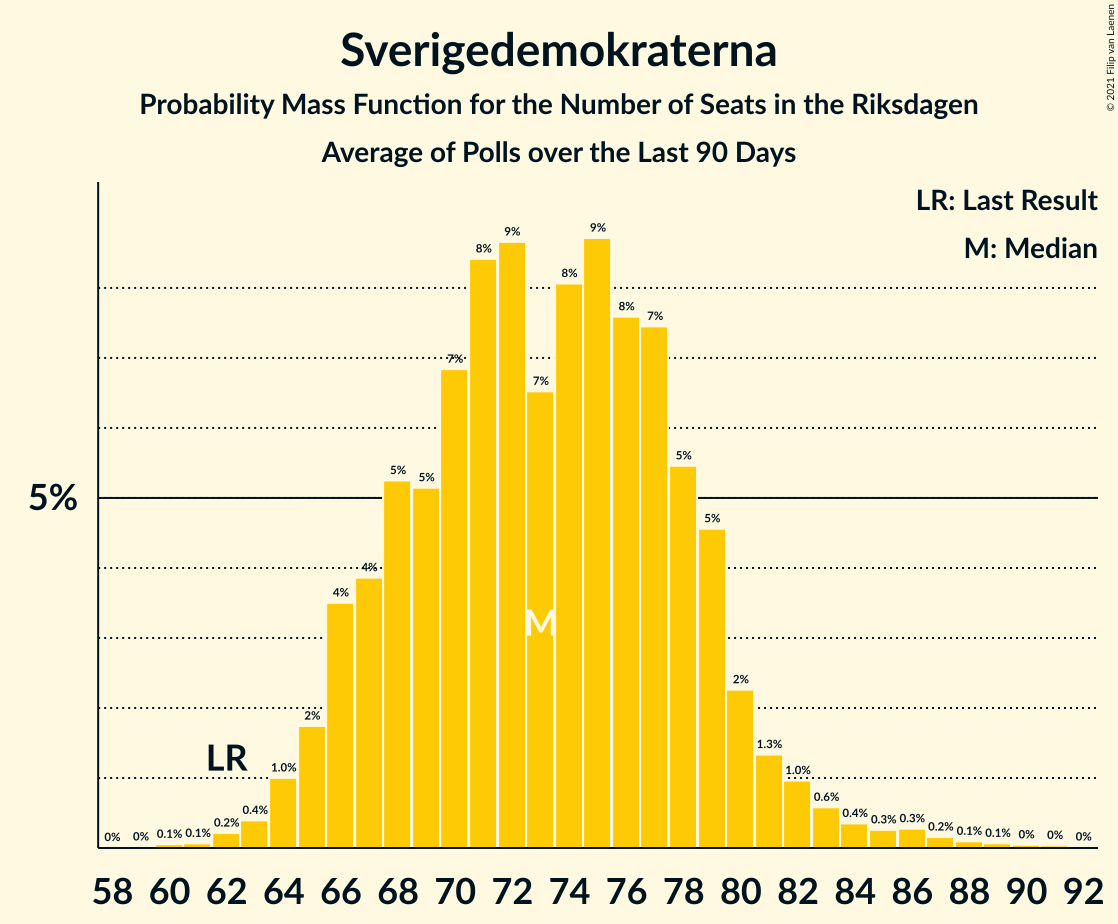 Sverigedemokraterna
Probability Mass Function for the Number of Seats in the Riksdagen
Average of Polls over the Last 90 Days
© 2021 Filip van Laenen
LR: Last Result
M: Median
5%
0% 0% 0.1% 0.1% 0.2% 0.4% 1.0% 2% 4% 4% 5% 5% 7% 8% 9% 7% 8% 9% 8% 7% 5% 5% 2% 1.3% 1.0% 0.6% 0.4% 0.3% 0.3% 0.2% 0.1% 0.1% 0% 0% 0%
LR
M
58 60 62 64 66 68 70 72 74 76 78 80 82 84 86 88 90 92